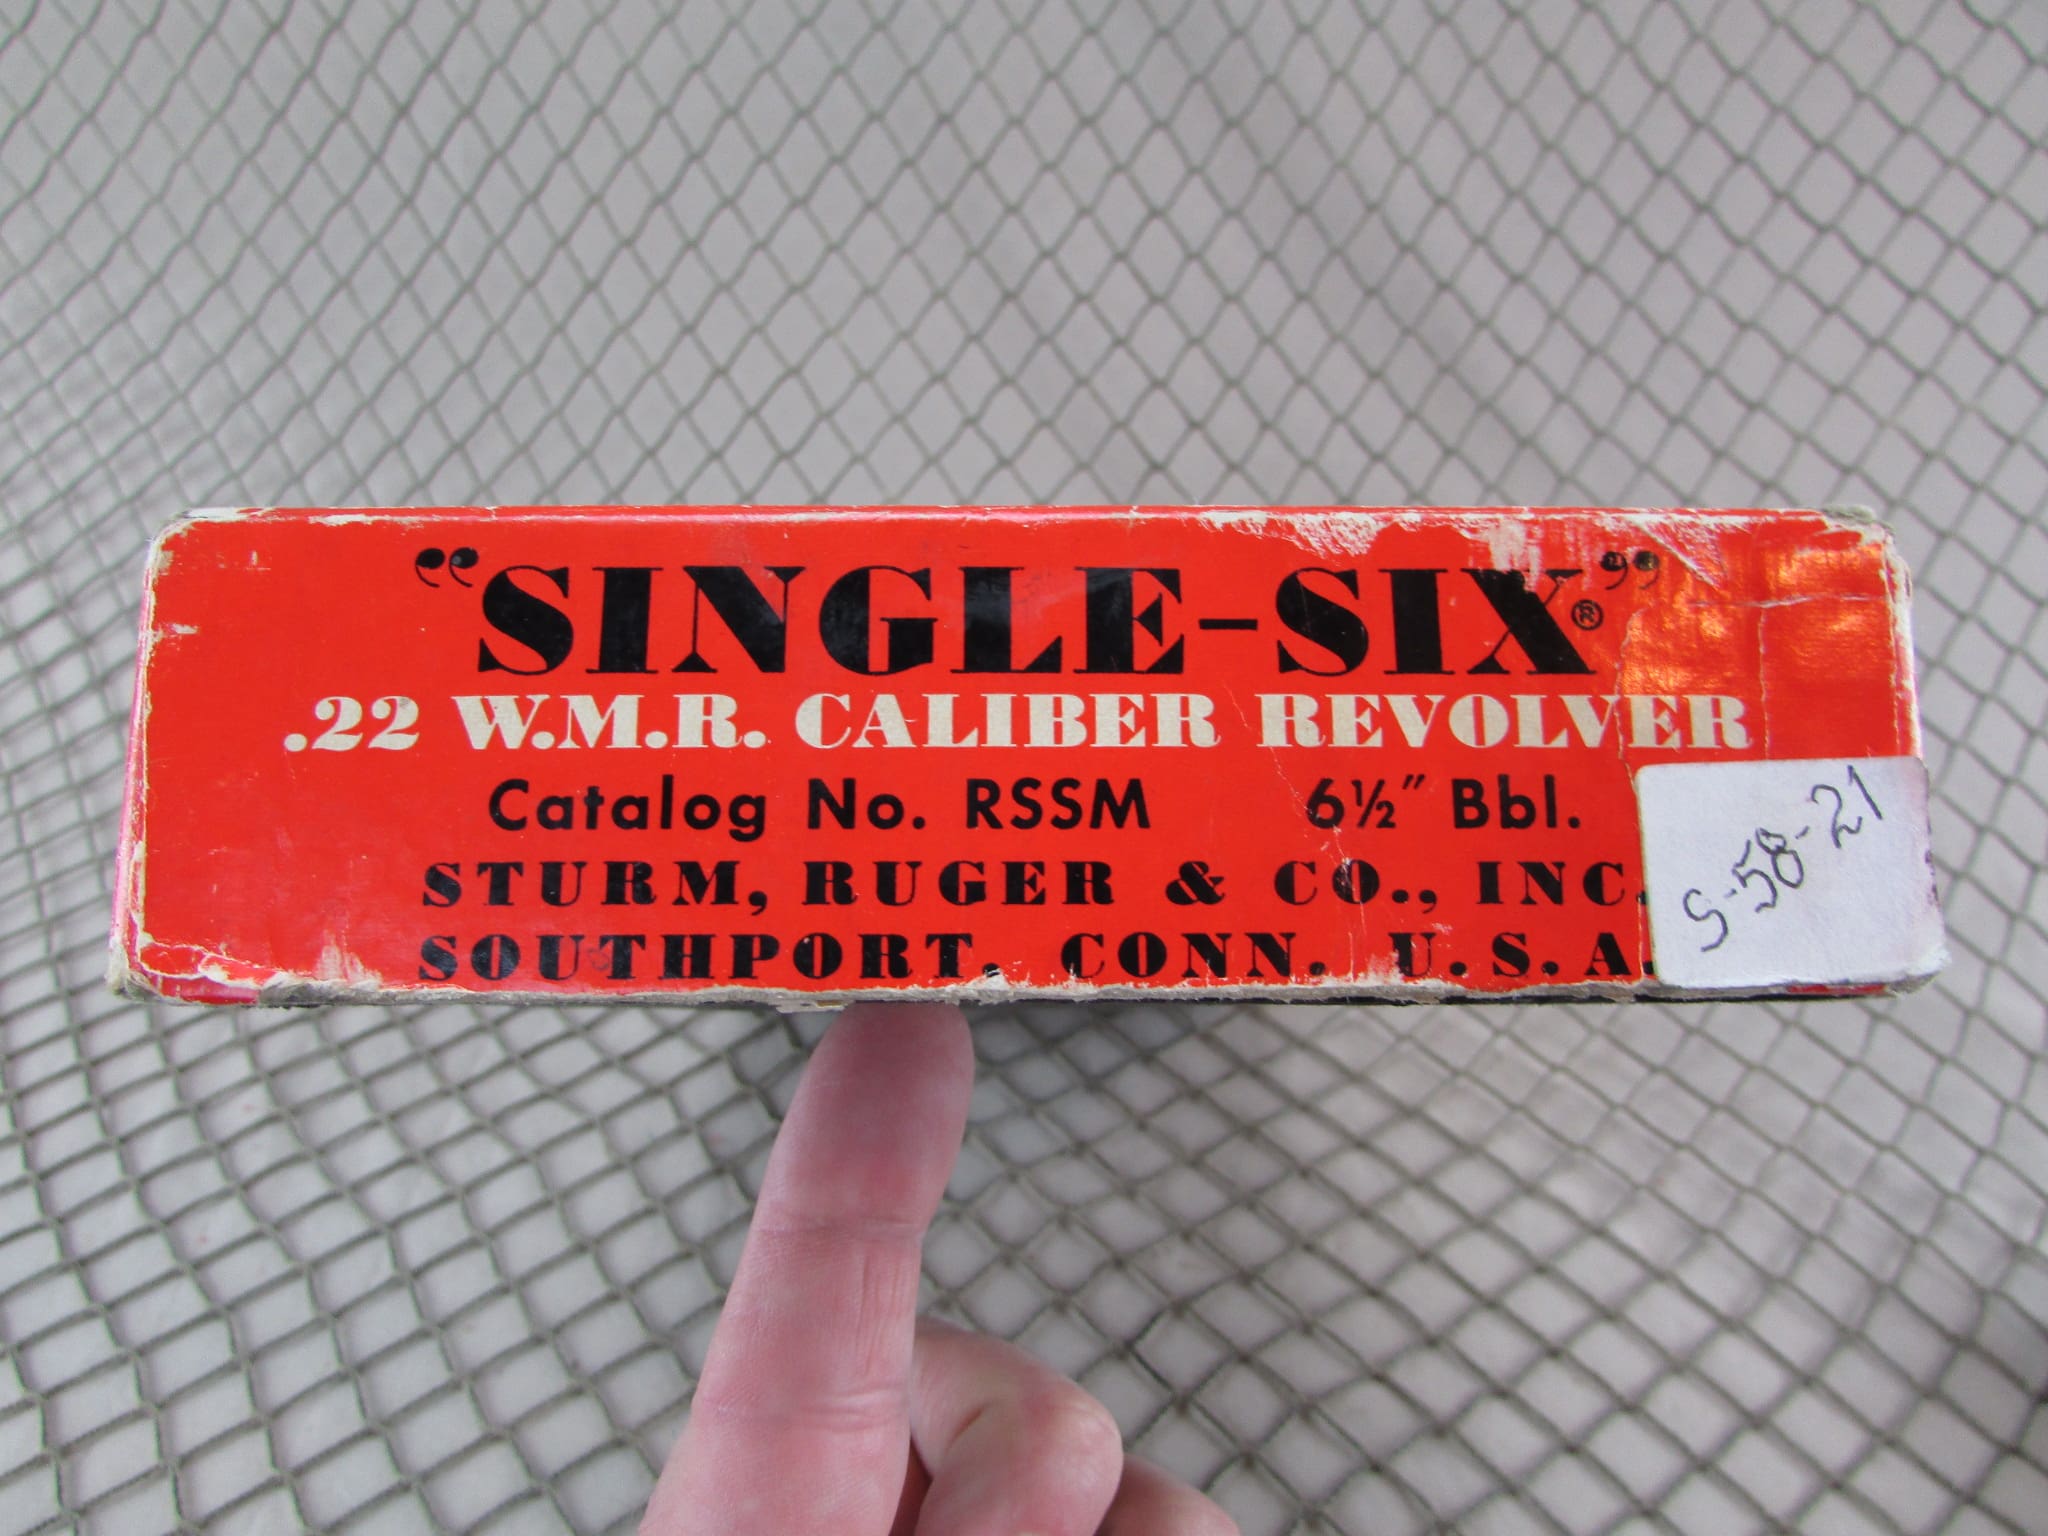 “SINGLE-SIX®”
.22 W.M.R. CALIBER REVOLVER
Catalog No. RSSM 6½" Bbl.
STURM, RUGER & CO., INC.
SOUTHPORT, CONN. U.S.A.
S-58-21